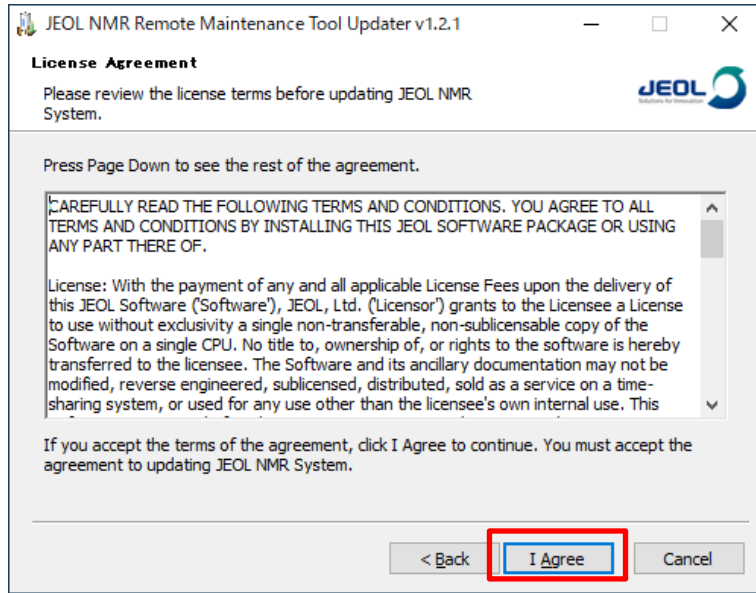 JEOL NMR Remote Maintenance Tool Updater v1.2.1
License Agreement
Please review the license terms before updating JEOL NMR
System.
JEOL
Solutions for Innovation
Press Page Down to see the rest of the agreement.
CAREFULLY READ THE FOLLOWING TERMS AND CONDITIONS. YOU AGREE TO ALL
TERMS AND CONDITIONS BY INSTALLING THIS JEOL SOFTWARE PACKAGE OR USING
ANY PART THERE OF.
License: With the payment of any and all applicable License Fees upon the delivery of
this JEOL Software ('Software'), JEOL, Ltd. ('Licensor') grants to the Licensee a License
to use without exclusivity a single non-transferable, non-sublicensable copy of the
Software on a single CPU. No title to, ownership of, or rights to the software is hereby
transferred to the licensee. The Software and its ancillary documentation may not be
modified, reverse engineered, sublicensed, distributed, sold as a service on a time-
sharing system, or used for any use other than the licensee's own internal use. This
If you accept the terms of the agreement, click I Agree to continue. You must accept the
agreement to updating JEOL NMR System.
< Back
I Agree
Cancel